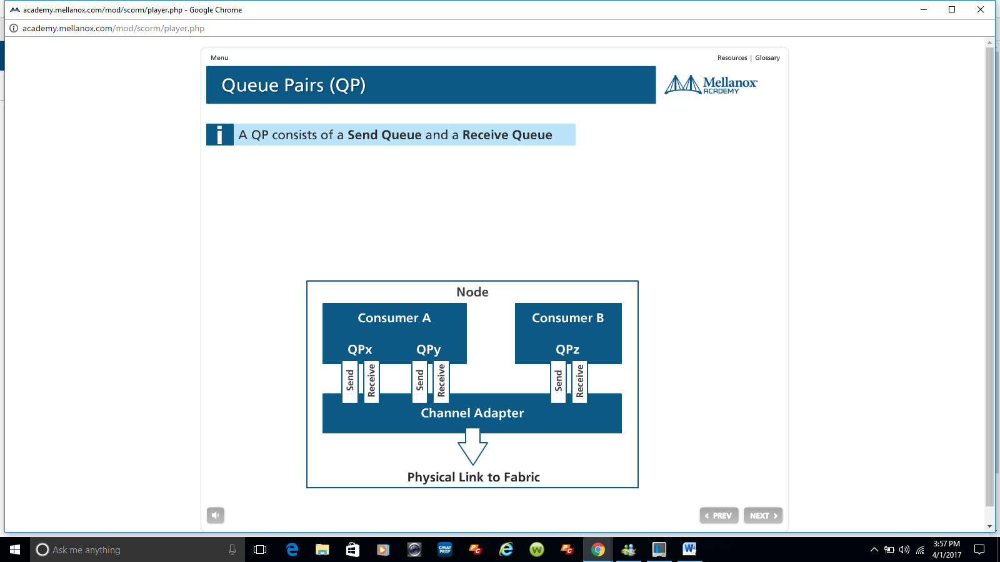 academy.mellanox.com/mod/scorm/player.php - Google Chrome
academy.mellanox.com/mod/scorm/player.php
Menu
Resources | Glossary
Queue Pairs (QP)
Mellanox
ACADEMY
i A QP consists of a Send Queue and a Receive Queue
Node
Consumer A
Consumer B
QPx
QPy
QPz
Send
Receive
Send
Receive
Send
Receive
Channel Adapter
Physical Link to Fabric
< PREV
NEXT >
Ask me anything
GMAT
PREP
3:57 PM
4/1/2017